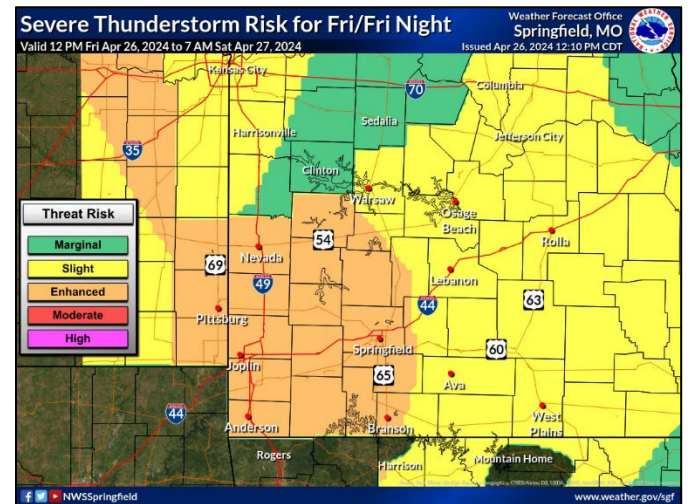 Severe Thunderstorm Risk for Fri/Fri Night
Valid 12 PM Fri Apr 26, 2024 to 7 AM Sat Apr 27, 2024
Weather Forecast Office
Springfield, MO
Issued Apr 26, 2024 12:10 PM CDT
Kansas City
70
Columbia
Sedalia
Harrisonville
Jefferson City
35
Clinton
Warsaw
Osage
Beach
Threat Risk
Marginal
Slight
Enhanced
Moderate
High
54
Nevada
Rolla
69
49
Lebanon
63
Pittsburg
44
Springfield
60
Joplin
65
Ava
44
Anderson
Branson
West
Plains
Rogers
Harrison
Mountain Home
NWSSpringfield
www.weather.gov/sgf